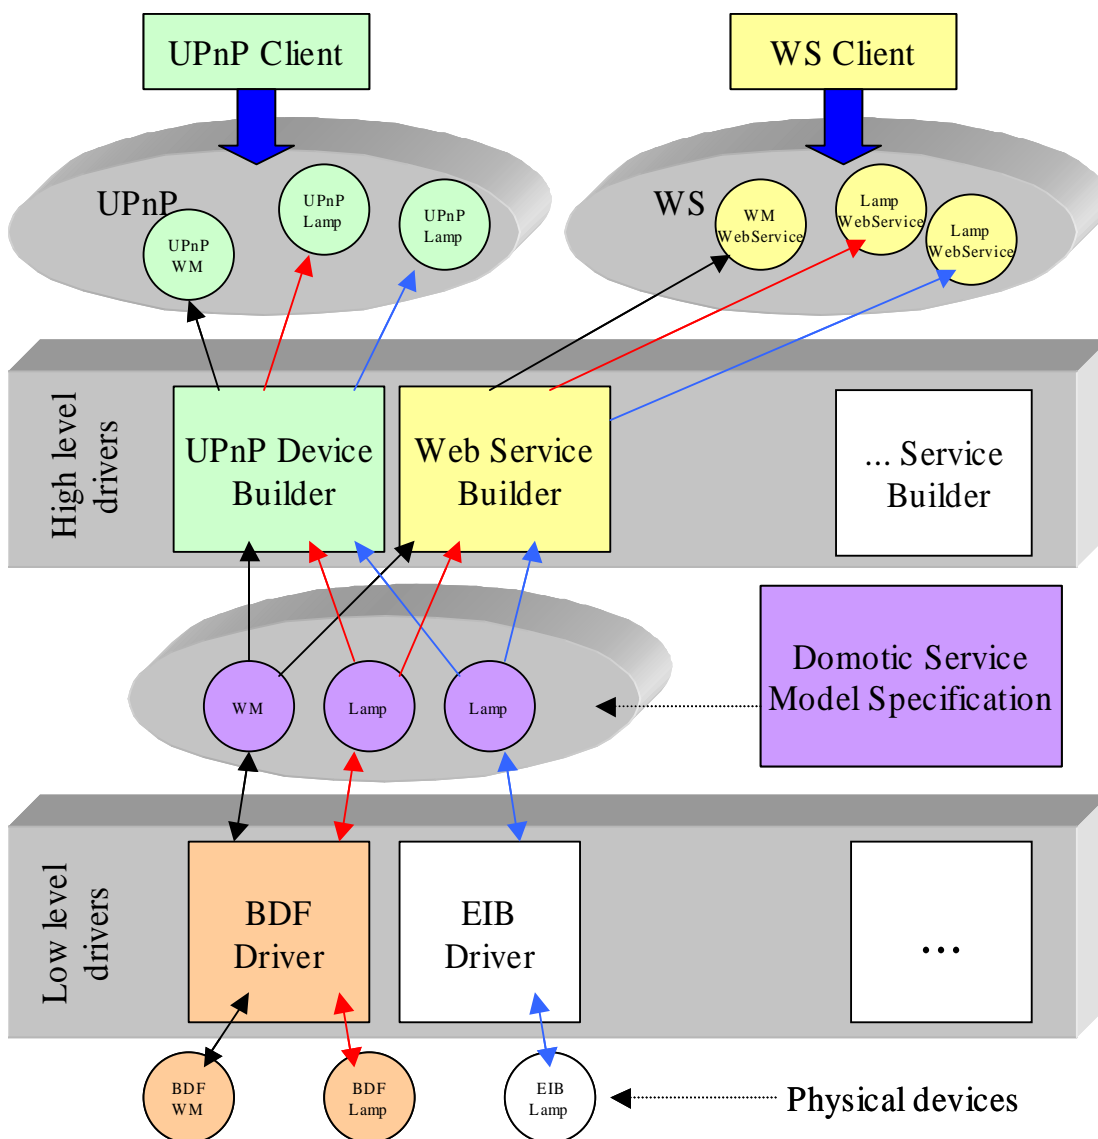 UPnP Client
WS Client
UPnP
UPnP
WM
UPnP
Lamp
UPnP
Lamp
WS
WM
WebService
Lamp
WebService
Lamp
WebService
High level
drivers
UPnP Device
Builder
Web Service
Builder
... Service
Builder
WM
Lamp
Lamp
Domotic Service
Model Specification
Low level
drivers
BDF
Driver
EIB
Driver
...
BDF
WM
BDF
Lamp
EIB
Lamp
Physical devices